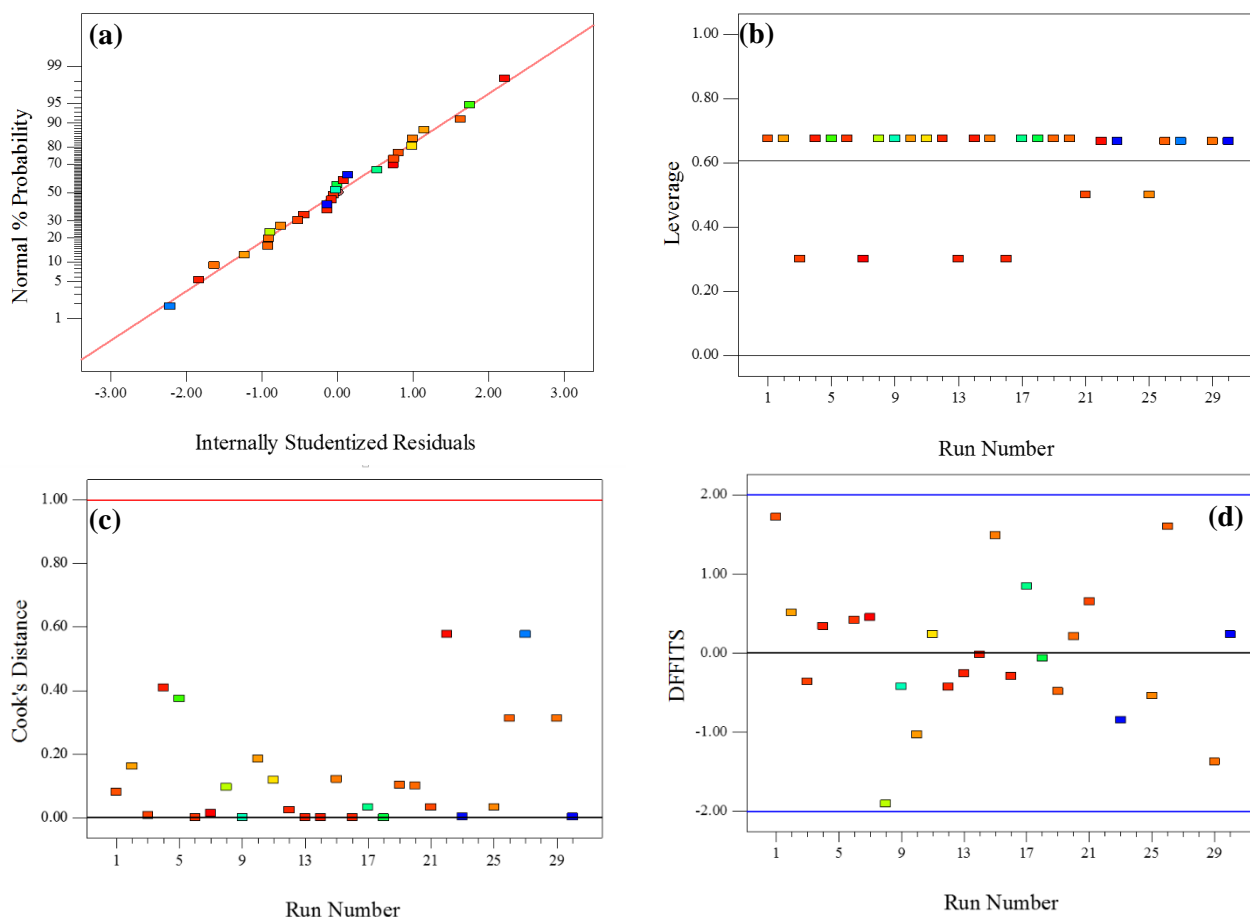 (a)
Normal % Probability
99
95
90
80
70
50
30
20
10
5
1
-3.00 -2.00 -1.00 0.00 1.00 2.00 3.00
Internally Studentized Residuals
(b)
Leverage
1.00
0.80
0.60
0.40
0.20
0.00
1 5 9 13 17 21 25 29
Run Number
(c)
Cook's Distance
1.00
0.80
0.60
0.40
0.20
0.00
1 5 9 13 17 21 25 29
Run Number
(d)
DFFITS
2.00
1.00
0.00
-1.00
-2.00
1 5 9 13 17 21 25 29
Run Number